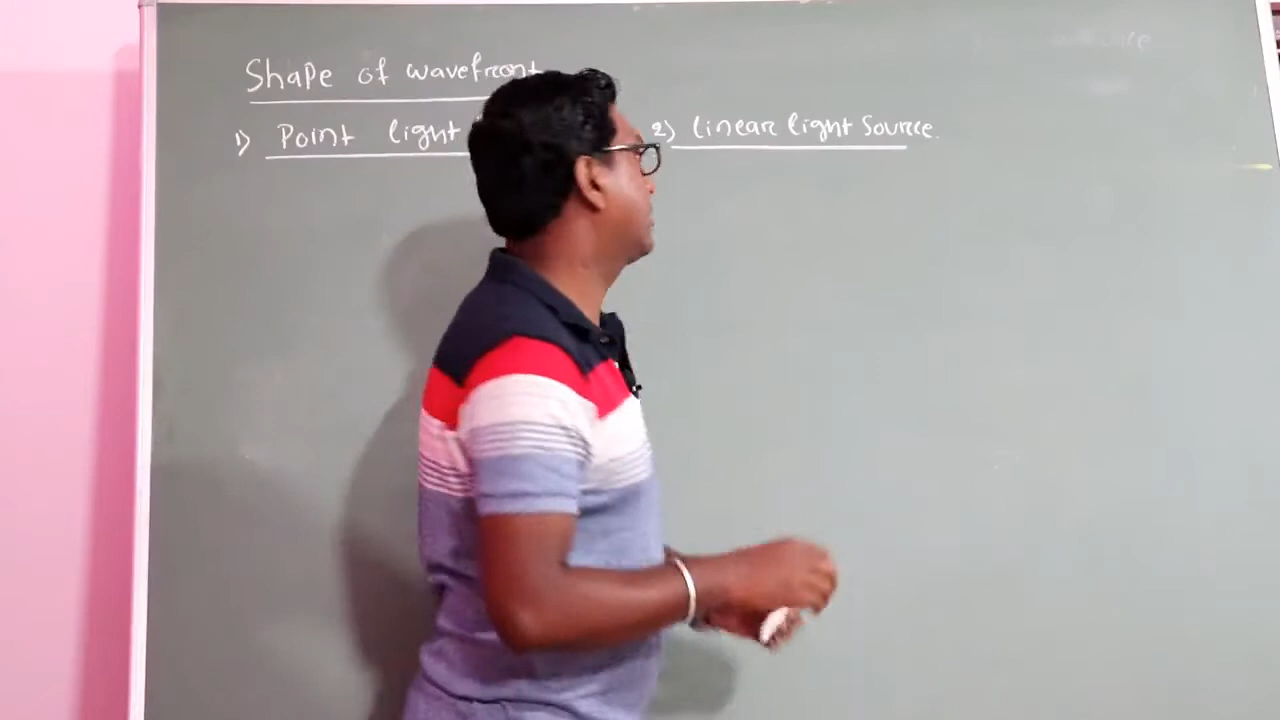 Shape of wavefront
1) Point light
2) linear light Source.